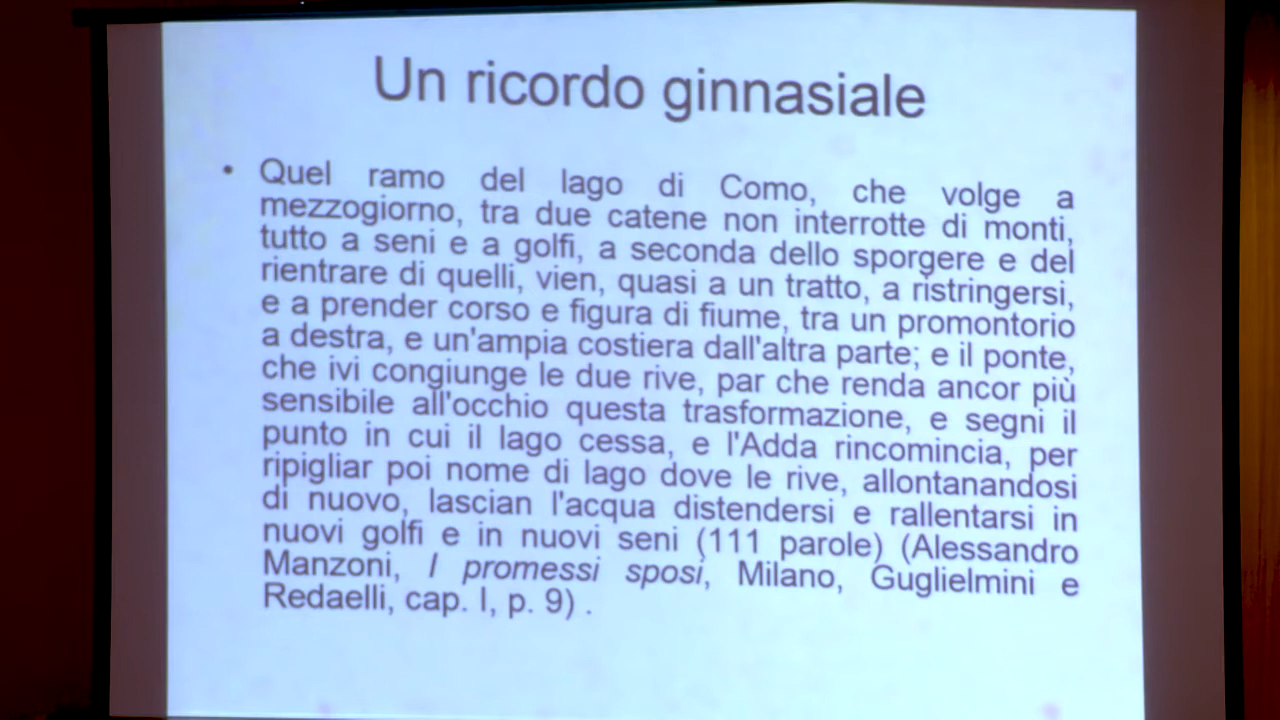 Un ricordo ginnasiale
• Quel ramo del lago di Como, che volge a
mezzogiorno, tra due catene non interrotte di monti,
tutto a seni e a golfi, a seconda dello sporgere e del
rientrare di quelli, vien, quasi a un tratto, a ristringersi,
e a prender corso e figura di fiume, tra un promontorio
a destra, e un'ampia costiera dall'altra parte; e il ponte,
che ivi congiunge le due rive, par che renda ancor più
sensibile all'occhio questa trasformazione, e segni il
punto in cui il lago cessa, e l'Adda rincomincia, per
ripigliar poi nome di lago dove le rive, allontanandosi
di nuovo, lascian l'acqua distendersi e rallentarsi in
nuovi golfi e in nuovi seni (111 parole) (Alessandro
Manzoni, I promessi sposi, Milano, Guglielmini e
Redaelli, cap. I, p. 9) .